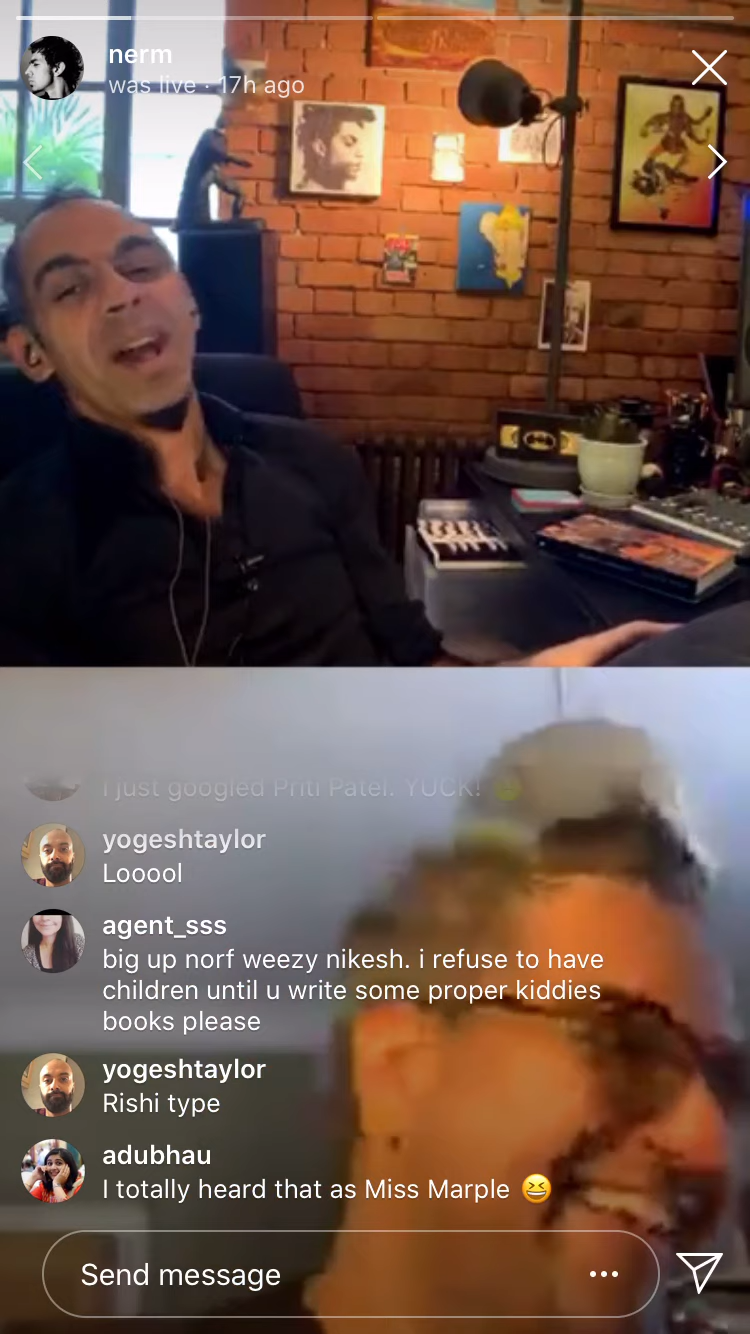 nerm
was live · 17h ago
I just googled Priti Patel. YUCK! 🤢
yogeshtaylor
Looool
agent_sss
big up norf weezy nikesh. i refuse to have
children until u write some proper kiddies
books please
yogeshtaylor
Rishi type
adubhau
I totally heard that as Miss Marple 😆
Send message